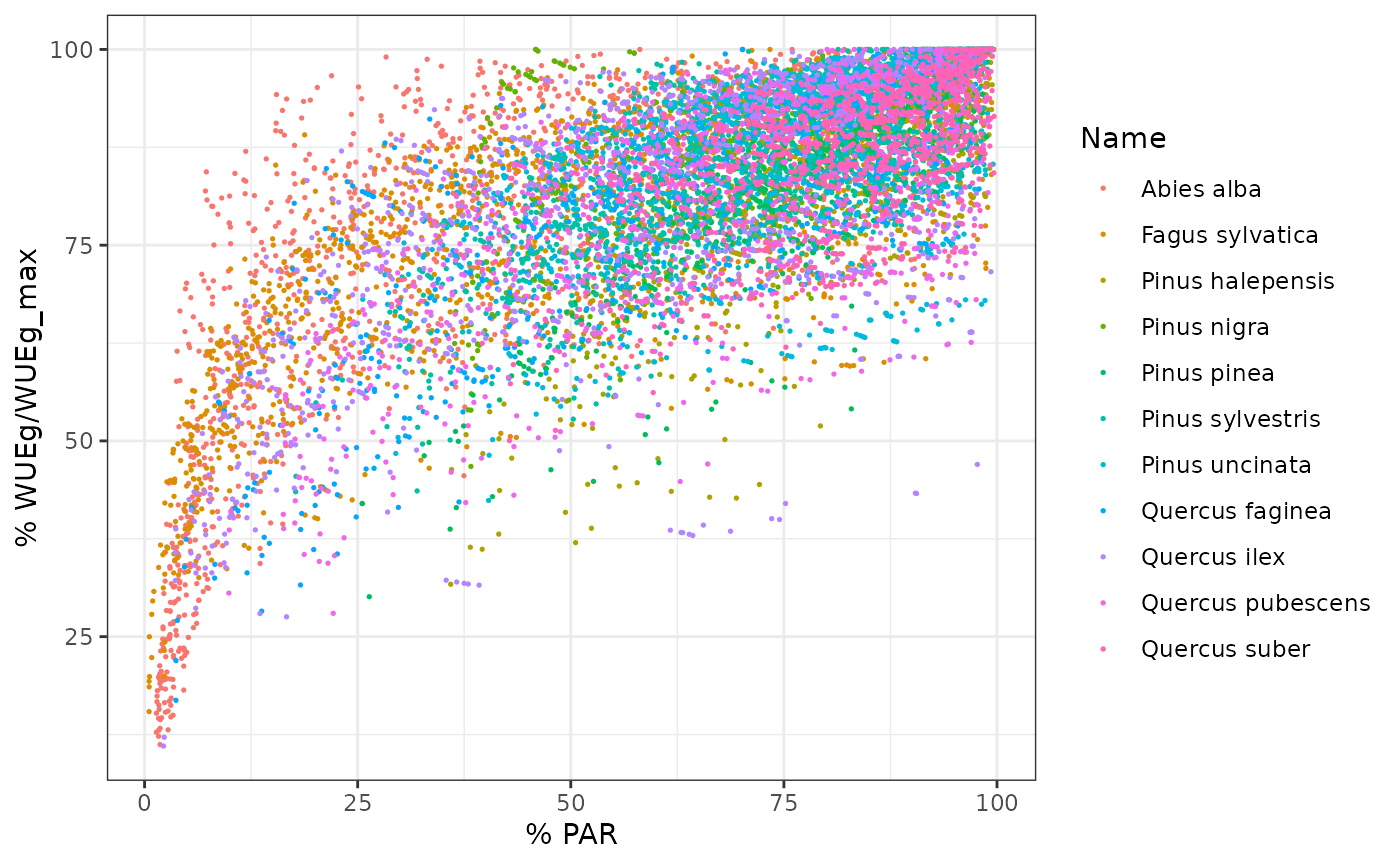 100
75
50
25
% WUEg/WUEg_max
0
25
50
75
100
% PAR
Name
Abies alba
Fagus sylvatica
Pinus halepensis
Pinus nigra
Pinus pinea
Pinus sylvestris
Pinus uncinata
Quercus faginea
Quercus ilex
Quercus pubescens
Quercus suber